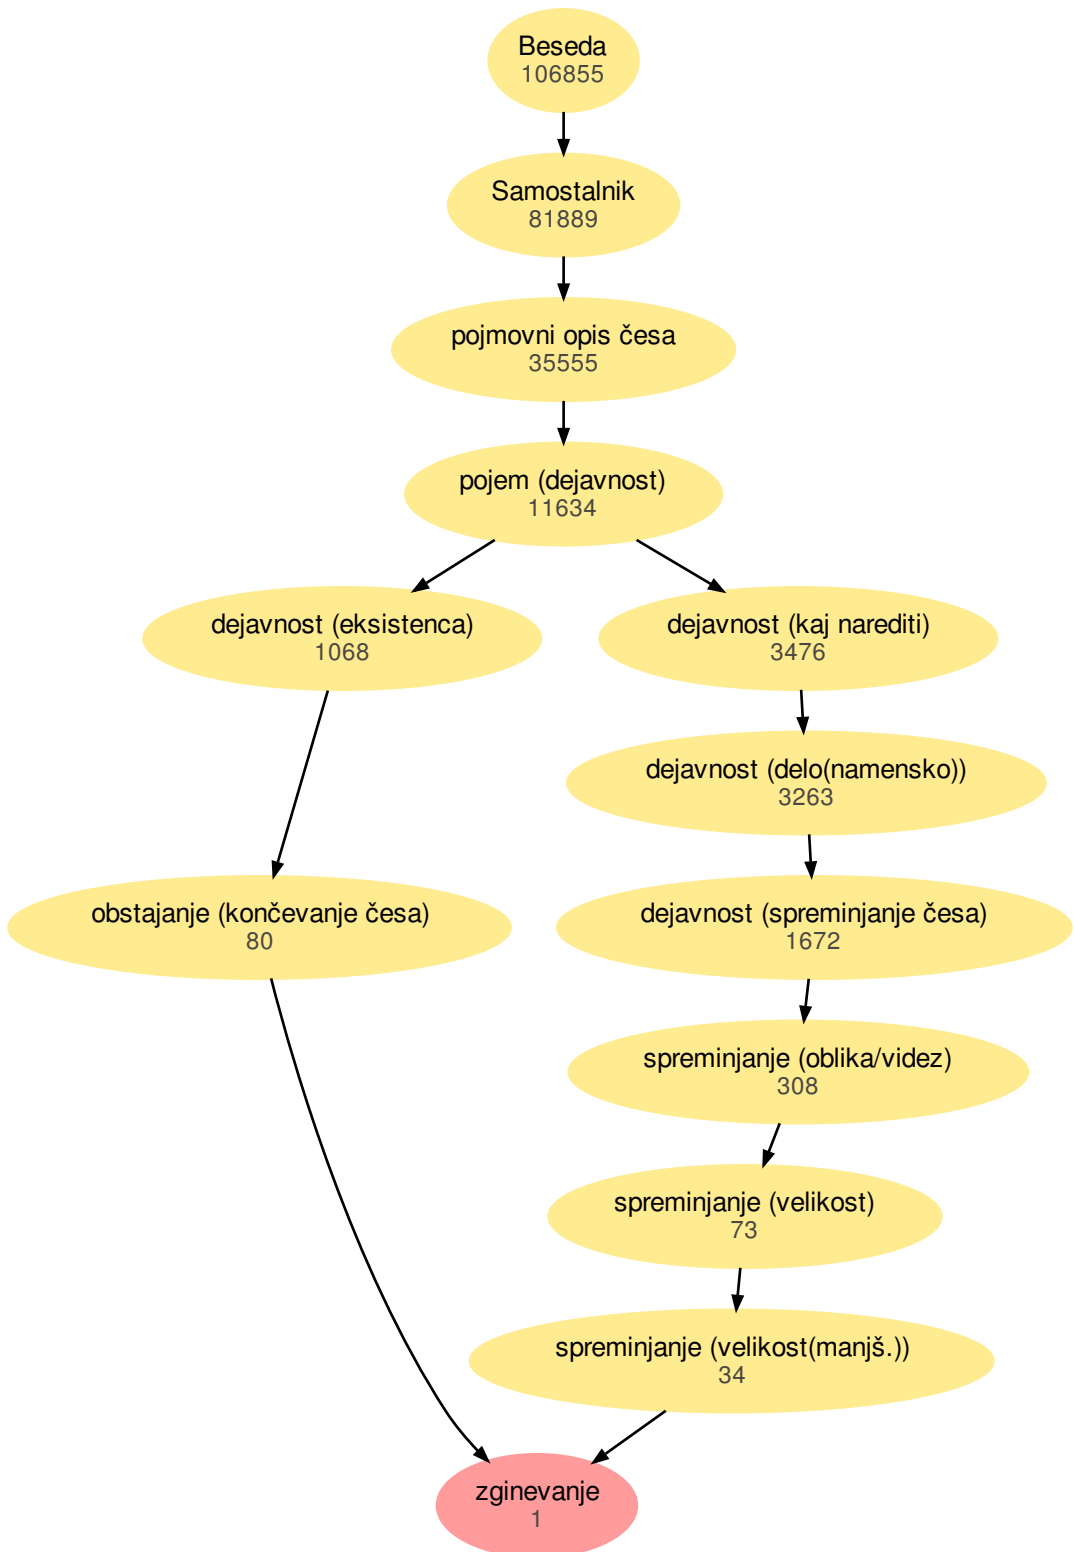 Beseda
106855
Samostalnik
81889
pojmovni opis česa
35555
pojem (dejavnost)
11634
dejavnost (eksistenca)
1068
dejavnost (kaj narediti)
3476
dejavnost (delo(namensko))
3263
obstajanje (končevanje česa)
80
dejavnost (spreminjanje česa)
1672
spreminjanje (oblika/videz)
308
spreminjanje (velikost)
73
spreminjanje (velikost(manjš.))
34
zginevanje
1